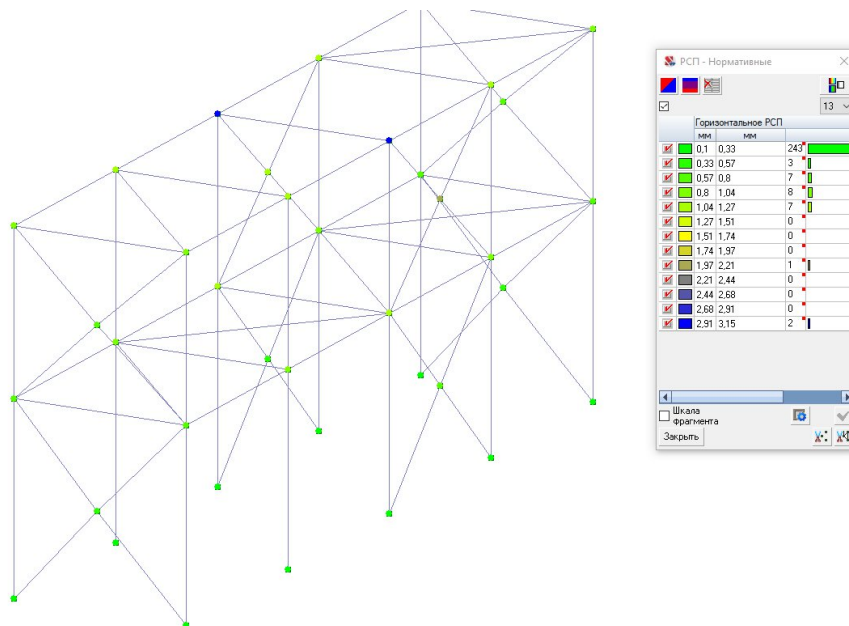 РСП - Нормативные
13
Горизонтальное РСП
мм мм
0,1 0,33 243
0,33 0,57 3
0,57 0,8 7
0,8 1,04 8
1,04 1,27 7
1,27 1,51 0
1,51 1,74 0
1,74 1,97 0
1,97 2,21 1
2,21 2,44 0
2,44 2,68 0
2,68 2,91 0
2,91 3,15 2
Шкала
фрагмента
Закрыть